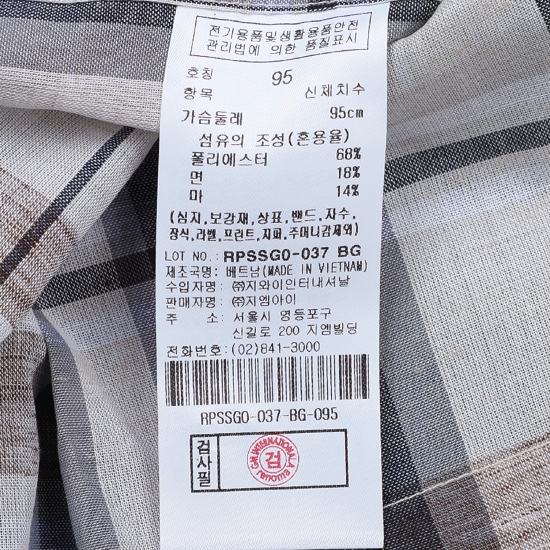 전기용품및생활용품안전
관리법에 의한 품질표시
호칭 95
항목 신체치수
가슴둘레 95cm
섬유의 조성(혼용율)
폴리에스터 68%
면 18%
마 14%
(심지,보강재,상표,밴드,자수,
장식,라벨,프린트,지퍼,주머니감제외)
LOT NO.: RPSSG0-037 BG
제조국명: 베트남(MADE IN VIETNAM)
수입자명: ㈜지와이인터내셔날
판매자명: ㈜지엠아이
주 소: 서울시 영등포구
신길로 200 지엠빌딩
전화번호: (02)841-3000
RPSSG0-037-BG-095
검사필
GM INTERNATIONAL
검
renoma